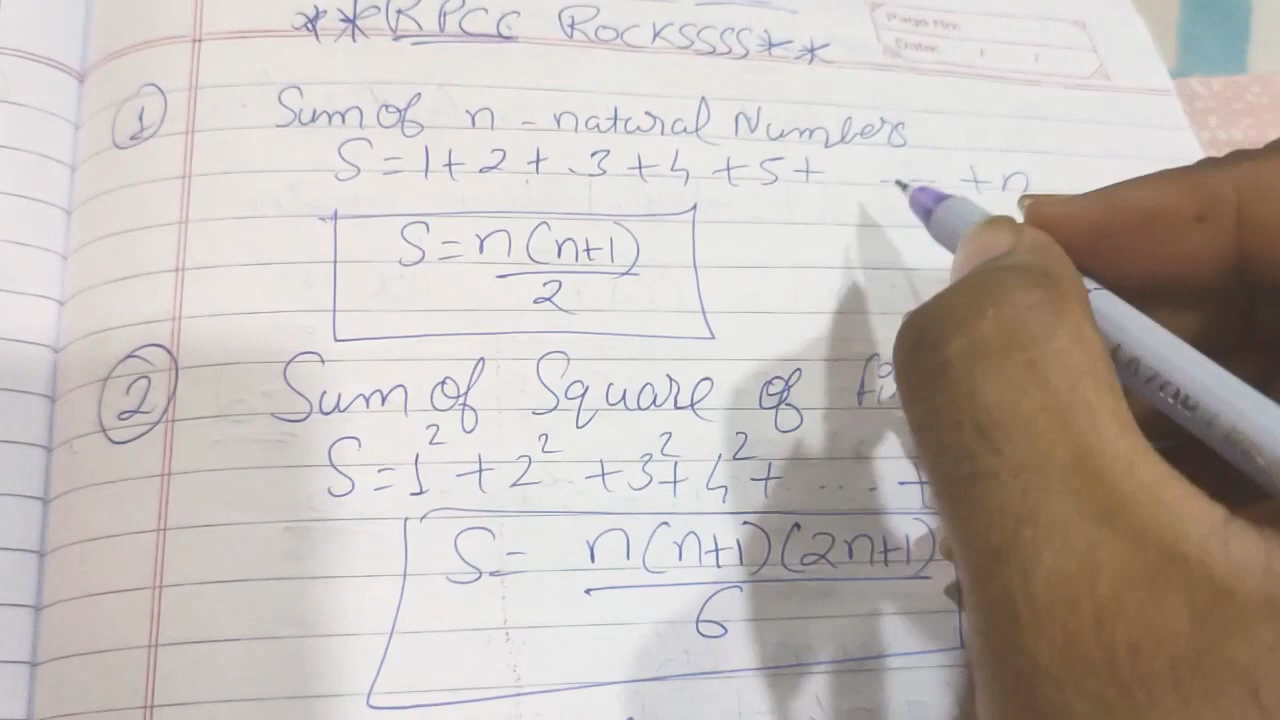 **KPCC ROCKSSSS**
Page No:
Date:
① Sum of n - natural Numbers
S = 1 + 2 + 3 + 4 + 5 + --- + n
S = n(n+1)
2
② Sum of Square of
S = 1² + 2² + 3² + 4² + .... +
S = n(n+1)(2n+1)
6